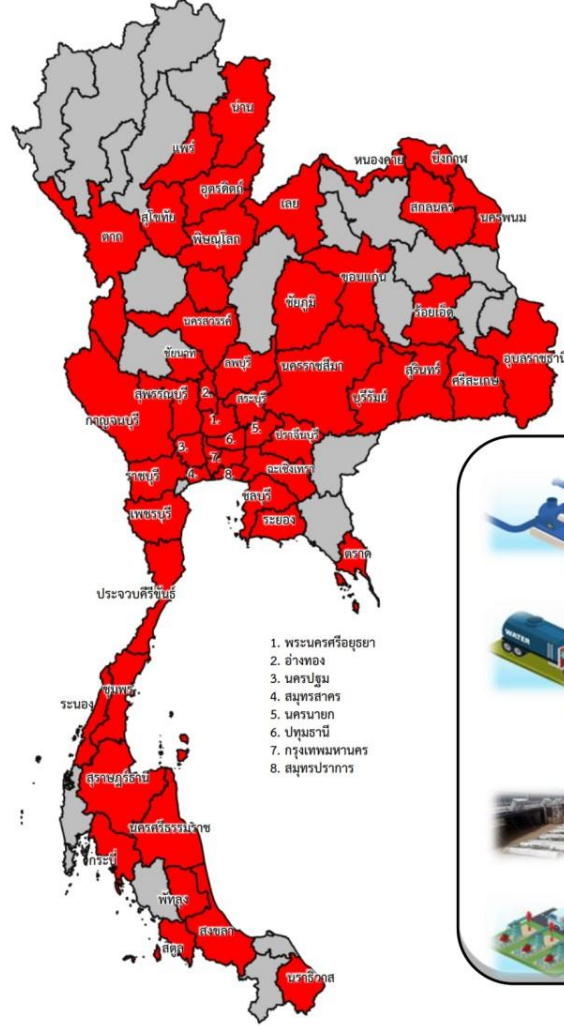 น่าน
แพร่
หนองคาย
บึงกาฬ
อุตรดิตถ์
เลย
สกลนคร
นครพนม
สุโขทัย
ตาก
พิษณุโลก
ขอนแก่น
ชัยภูมิ
ร้อยเอ็ด
นครสวรรค์
อุบลราชธานี
ชัยนาท
ลพบุรี
นครราชสีมา
สุรินทร์
ศรีสะเกษ
สุพรรณบุรี
2.
สระบุรี
บุรีรัมย์
กาญจนบุรี
1.
5.
ปราจีนบุรี
3.
6.
7.
ราชบุรี
4.
8.
ฉะเชิงเทรา
ชลบุรี
เพชรบุรี
ระยอง
ตราด
ประจวบคีรีขันธ์
1. พระนครศรีอยุธยา
2. อ่างทอง
3. นครปฐม
4. สมุทรสาคร
5. นครนายก
6. ปทุมธานี
7. กรุงเทพมหานคร
8. สมุทรปราการ
WATER
ชุมพร
ระนอง
สุราษฎร์ธานี
นครศรีธรรมราช
กระบี่
พัทลุง
สงขลา
สตูล
นราธิวาส